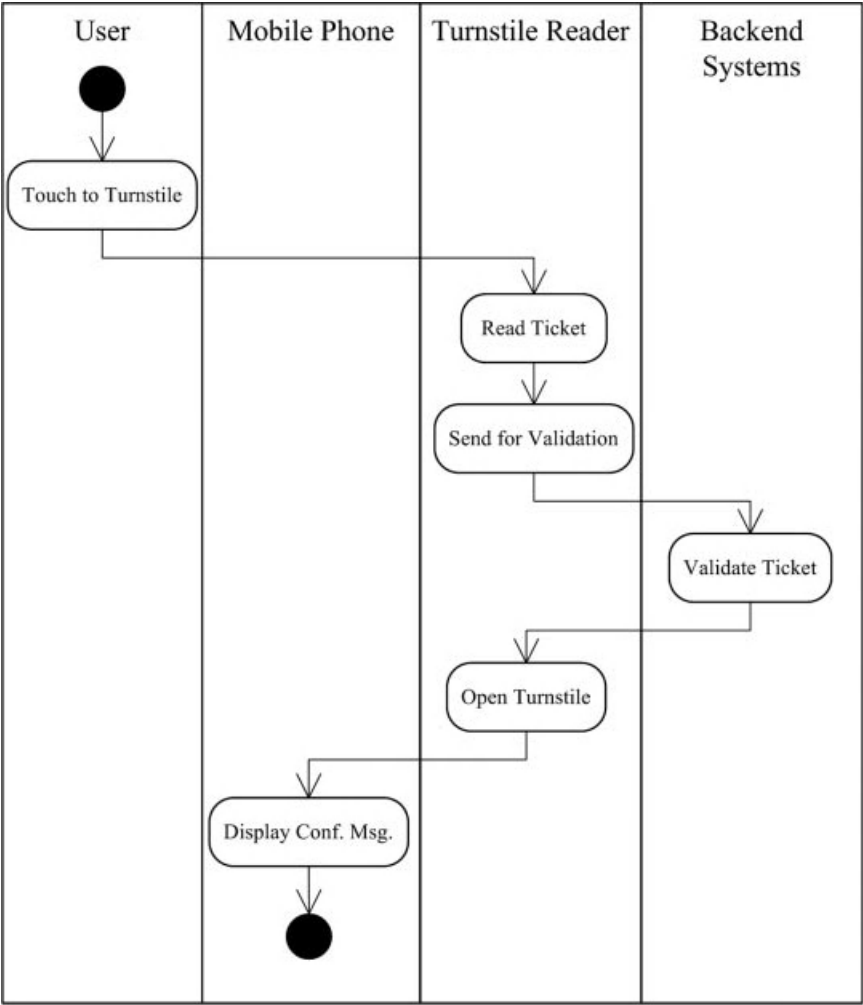 User
Mobile Phone
Turnstile Reader
Backend
Systems
Touch to Turnstile
Read Ticket
Send for Validation
Validate Ticket
Open Turnstile
Display Conf. Msg.